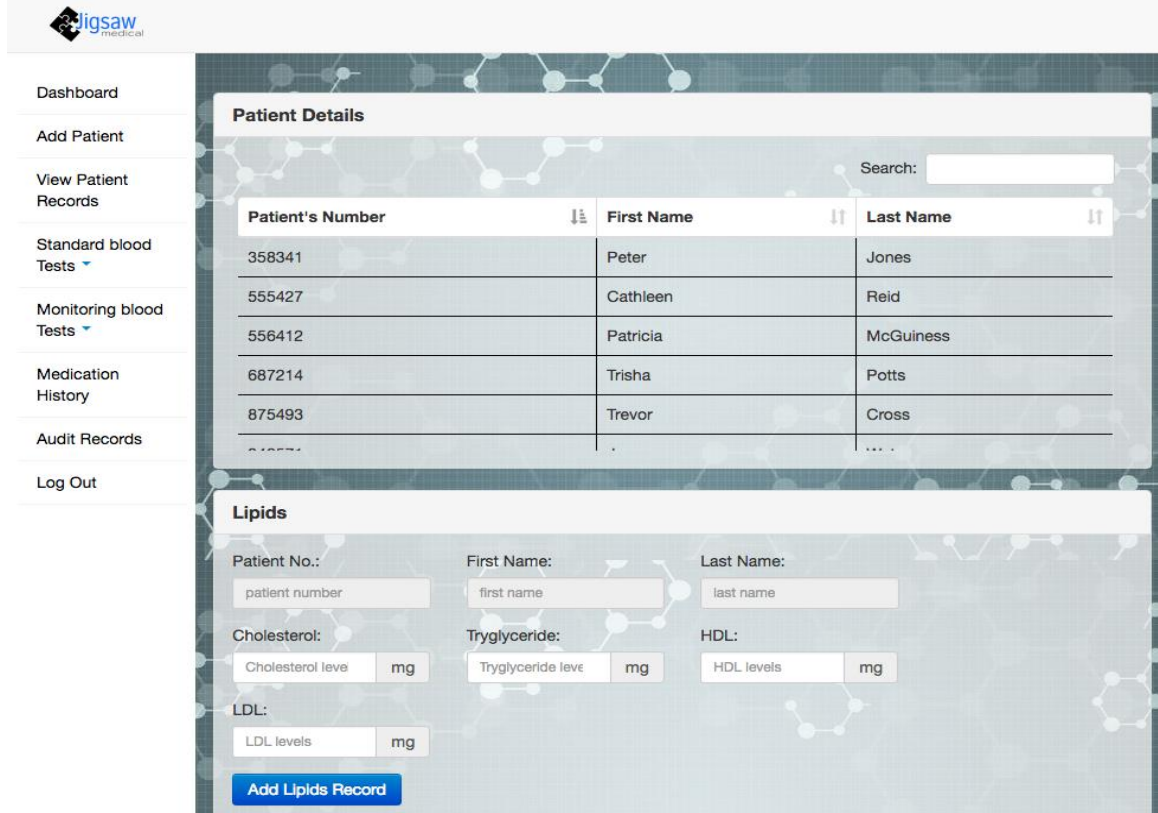 Jigsaw
medical
Dashboard
Add Patient
View Patient
Records
Standard blood
Tests
Monitoring blood
Tests
Medication
History
Audit Records
Log Out
Patient Details
Search:
Patient's Number First Name Last Name
358341 Peter Jones
555427 Cathleen Reid
556412 Patricia McGuiness
687214 Trisha Potts
875493 Trevor Cross
Lipids
Patient No.: First Name: Last Name:
patient number first name last name
Cholesterol: Tryglyceride: HDL:
Cholesterol leve mg Tryglyceride leve mg HDL levels mg
LDL:
LDL levels mg
Add Lipids Record